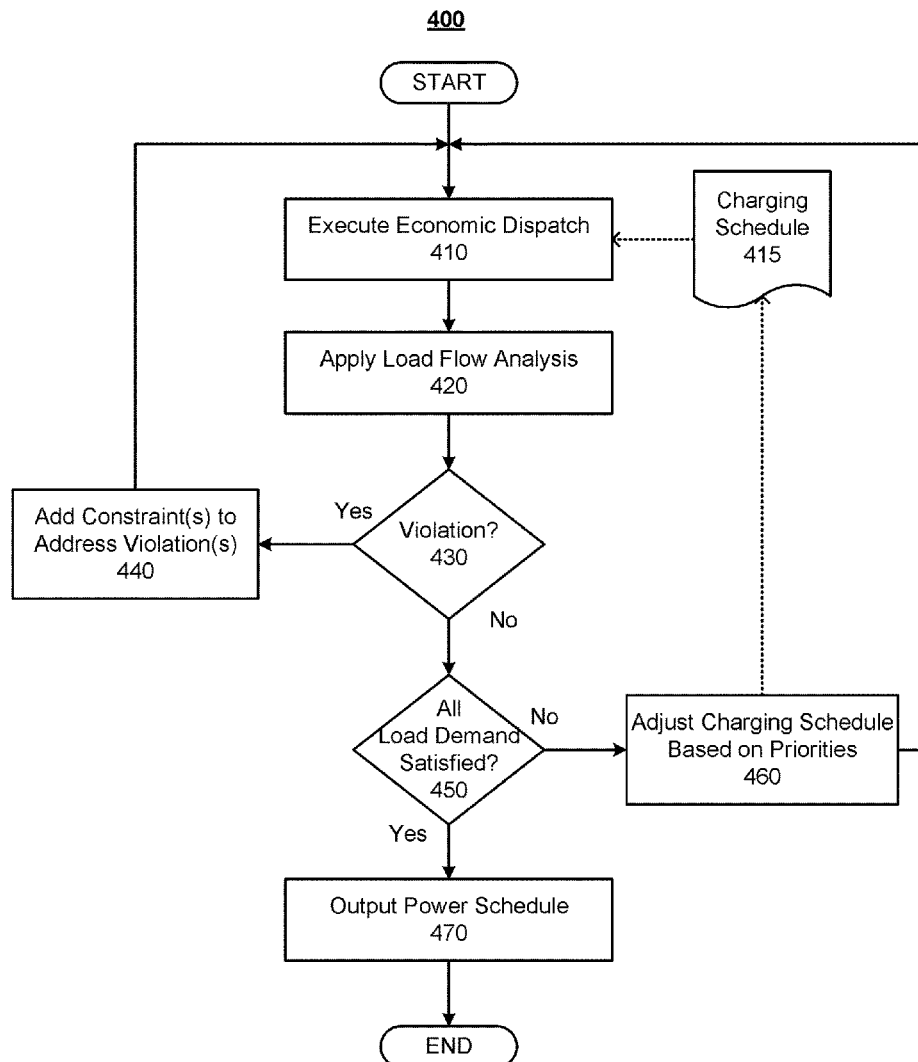 400
START
Execute Economic Dispatch
410
Charging
Schedule
415
Apply Load Flow Analysis
420
Violation?
430
Yes
No
Add Constraint(s) to
Address Violation(s)
440
All
Load Demand
Satisfied?
450
No
Yes
Adjust Charging Schedule
Based on Priorities
460
Output Power Schedule
470
END